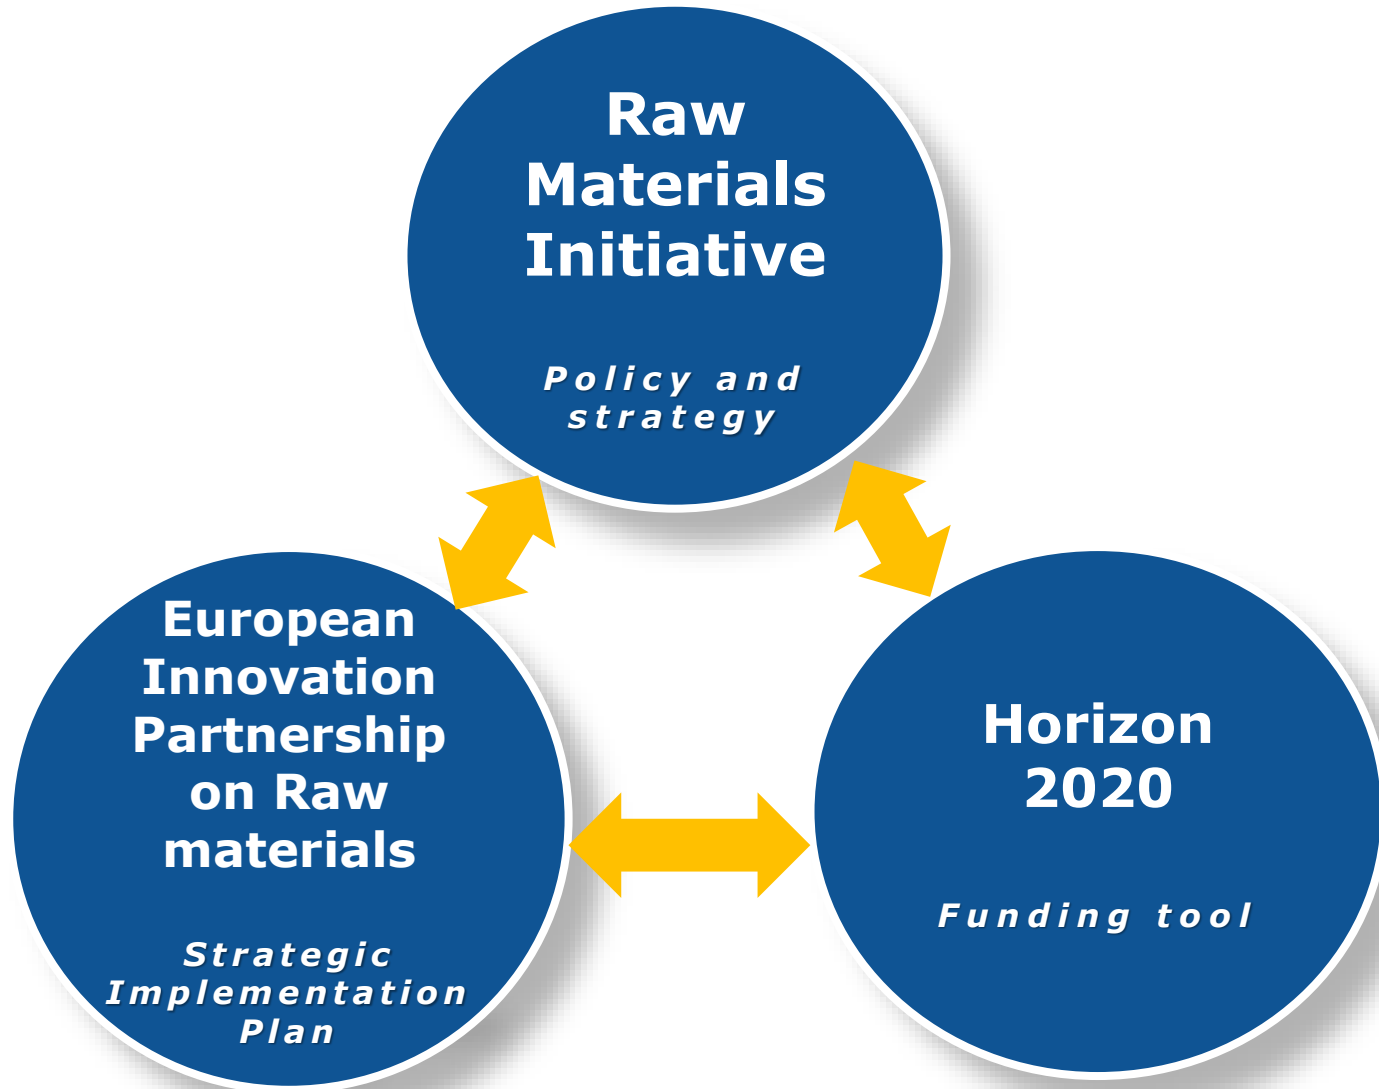 Raw
Materials
Initiative
Policy and
strategy
European
Innovation
Partnership
on Raw
materials
Strategic
Implementation
Plan
Horizon
2020
Funding tool